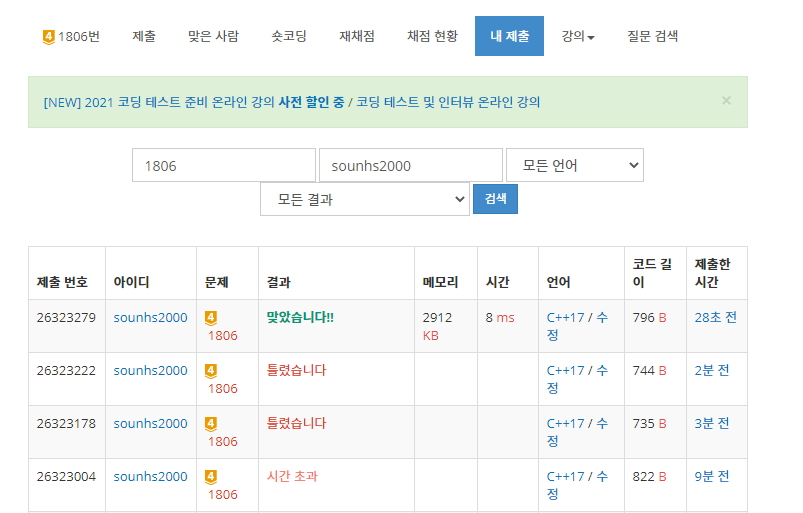 4 1806번 제출 맞은 사람 숏코딩 재채점 채점 현황 내 제출 강의 질문 검색
[NEW] 2021 코딩 테스트 준비 온라인 강의 사전 할인 중 / 코딩 테스트 및 인터뷰 온라인 강의 ×
1806 sounhs2000 모든 언어
모든 결과 검색
제출 번호 아이디 문제 결과 메모리 시간 언어 코드 길이 제출한 시간
26323279 sounhs2000 4 1806 맞았습니다!! 2912 KB 8 ms C++17 / 수정 796 B 28초 전
26323222 sounhs2000 4 1806 틀렸습니다 C++17 / 수정 744 B 2분 전
26323178 sounhs2000 4 1806 틀렸습니다 C++17 / 수정 735 B 3분 전
26323004 sounhs2000 4 1806 시간 초과 C++17 / 수정 822 B 9분 전